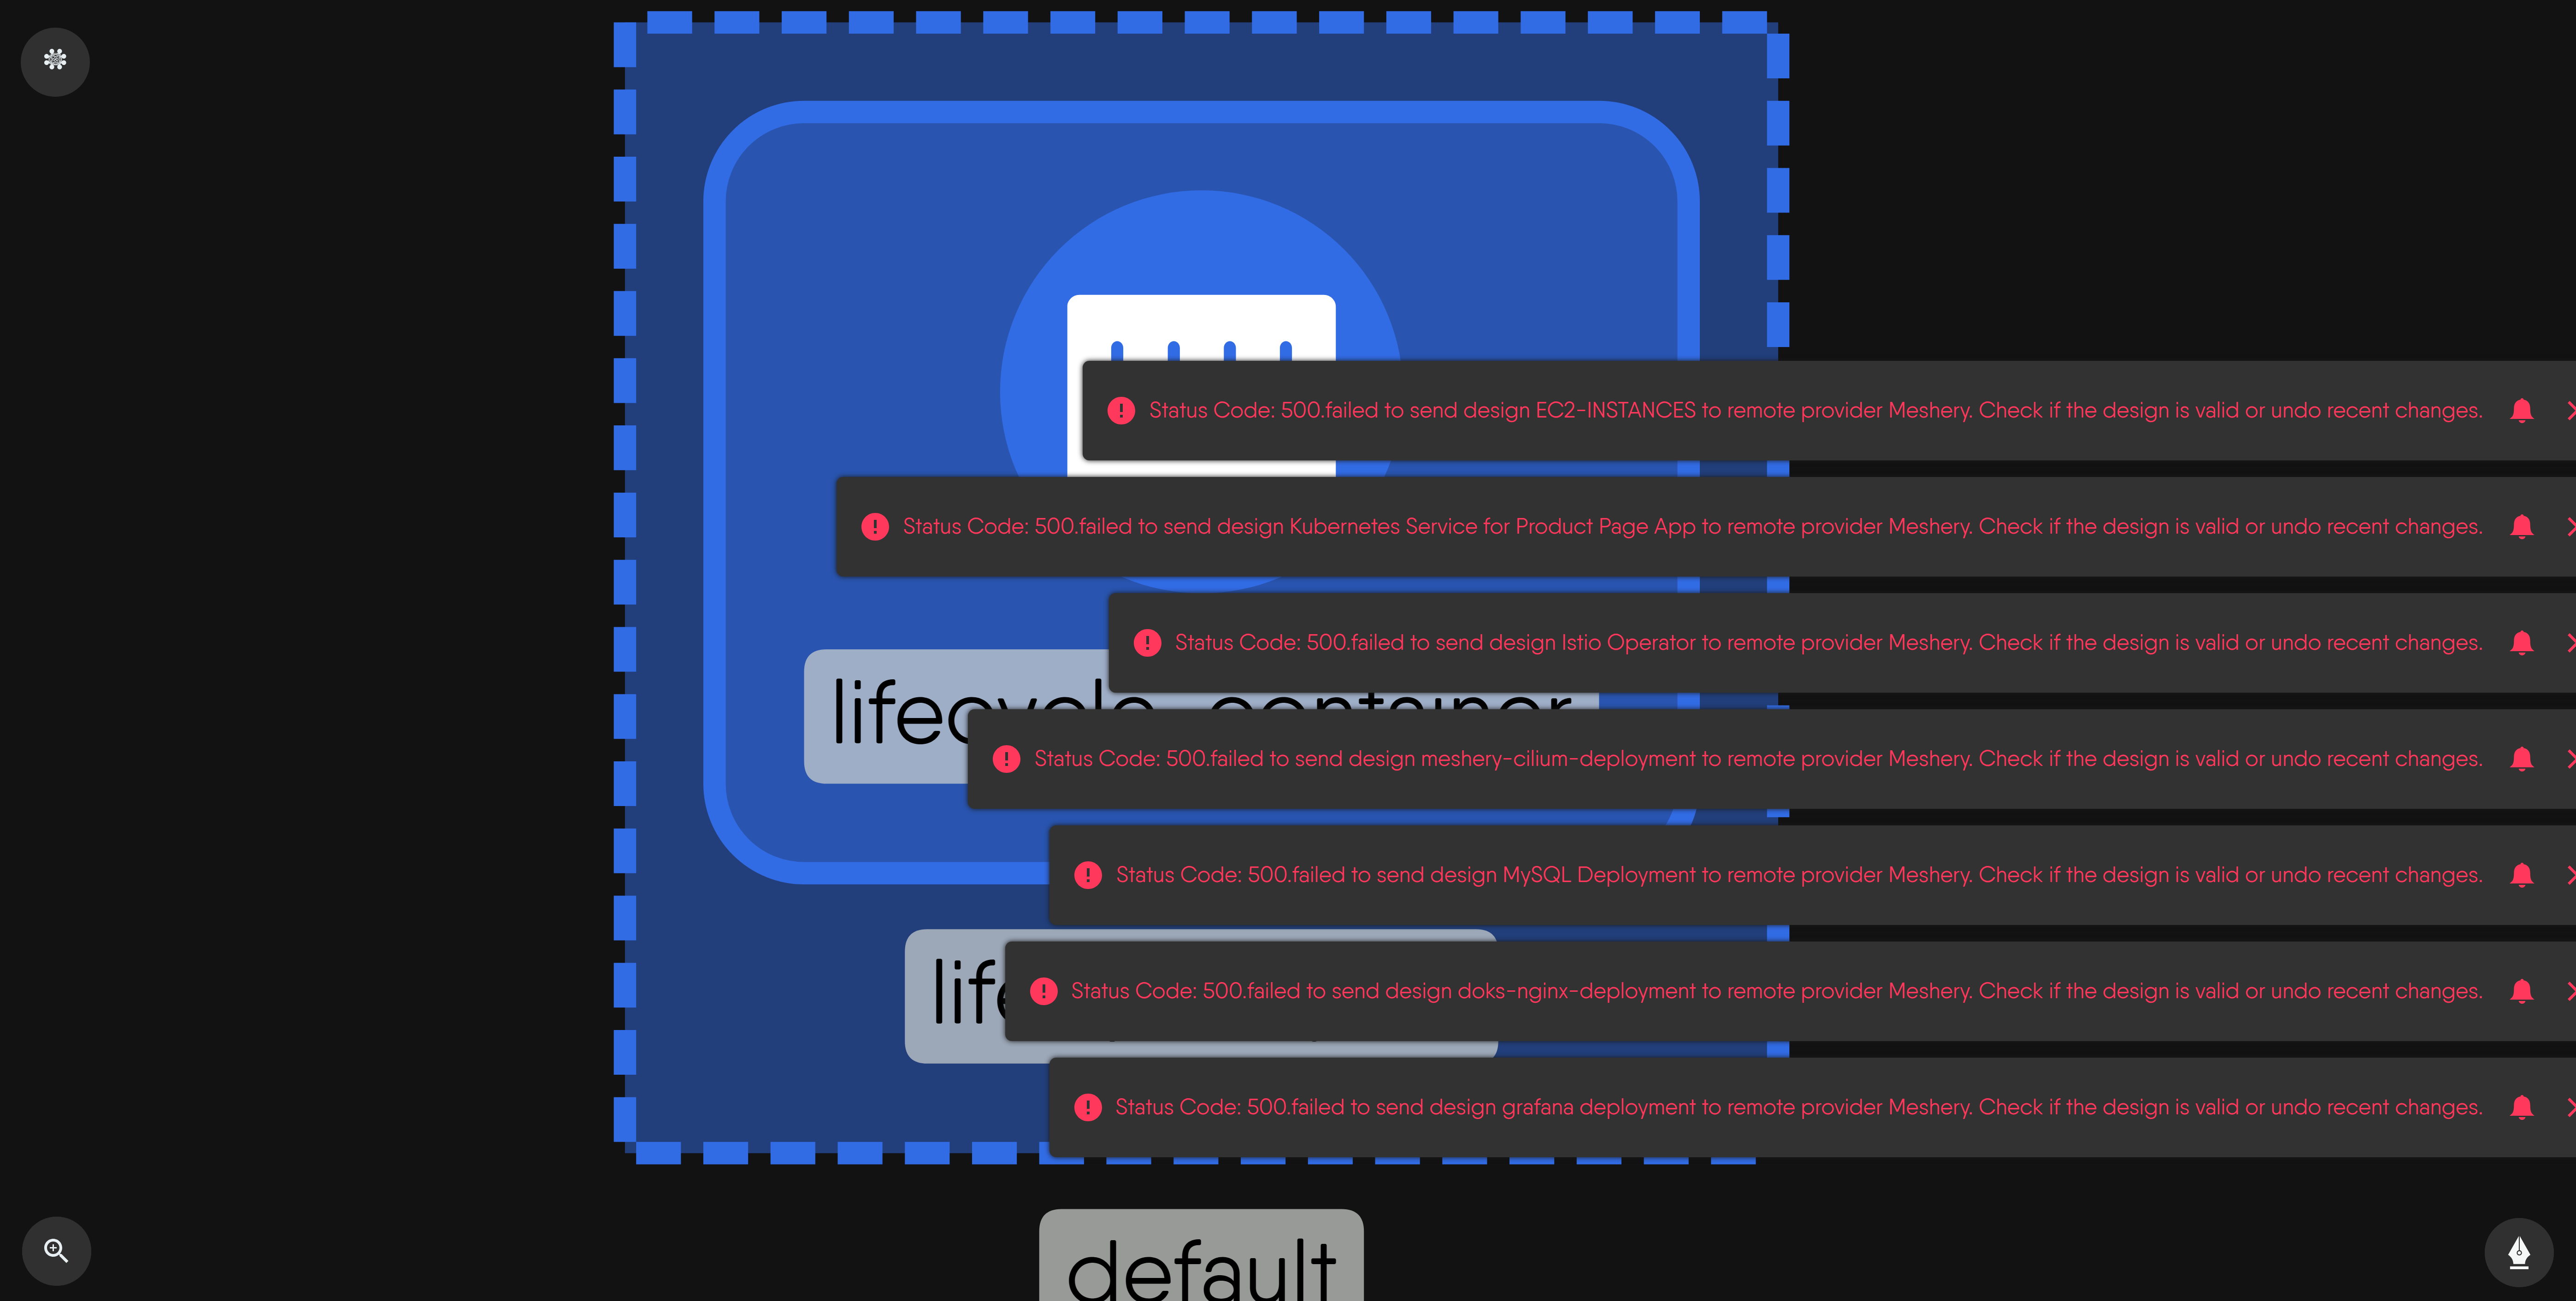 Status Code: 500.failed to send design EC2-INSTANCES to remote provider Meshery. Check if the design is valid or undo recent changes.
Status Code: 500.failed to send design Kubernetes Service for Product Page App to remote provider Meshery. Check if the design is valid or undo recent changes.
Status Code: 500.failed to send design Istio Operator to remote provider Meshery. Check if the design is valid or undo recent changes.
Status Code: 500.failed to send design meshery-cilium-deployment to remote provider Meshery. Check if the design is valid or undo recent changes.
Status Code: 500.failed to send design MySQL Deployment to remote provider Meshery. Check if the design is valid or undo recent changes.
Status Code: 500.failed to send design doks-nginx-deployment to remote provider Meshery. Check if the design is valid or undo recent changes.
Status Code: 500.failed to send design grafana deployment to remote provider Meshery. Check if the design is valid or undo recent changes.
default